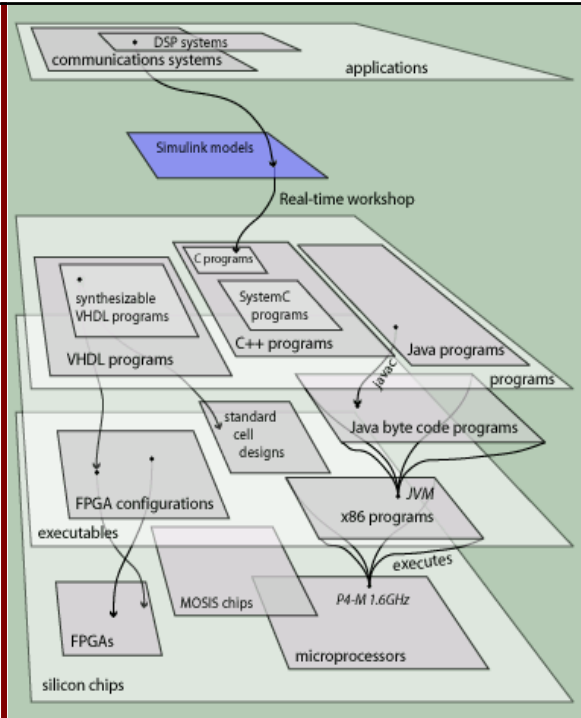 DSP systems
communications systems
applications
Simulink models
Real-time workshop
C programs
synthesizable
VHDL programs
SystemC
programs
C++ programs
VHDL programs
Java programs
javac
programs
standard
cell
designs
Java byte code programs
FPGA configurations
JVM
x86 programs
executables
executes
MOSIS chips
P4-M 1.6GHz
FPGAs
microprocessors
silicon chips